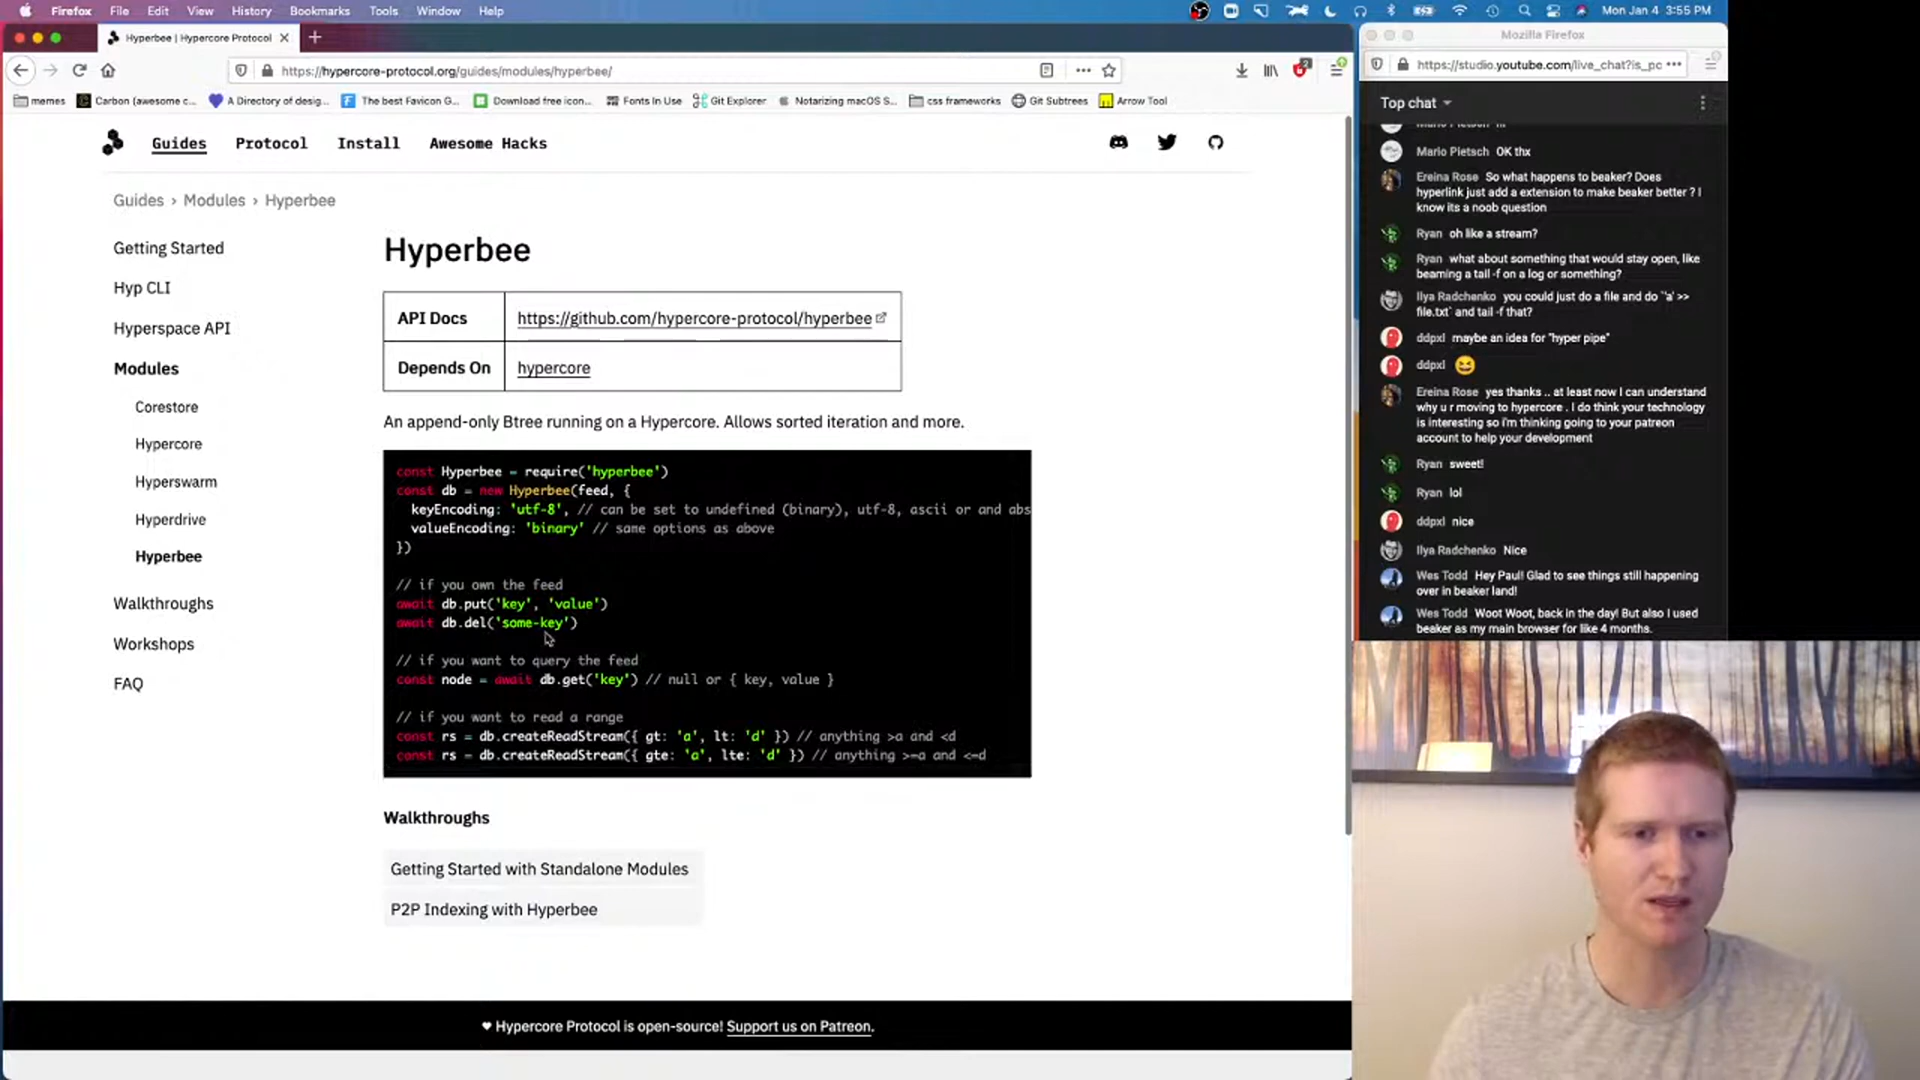 Firefox File Edit View History Bookmarks Tools Window Help
Mon Jan 4 3:55 PM
Hyperbee | Hypercore Protocol
https://hypercore-protocol.org/guides/modules/hyperbee/
memes
Carbon (awesome c...
A Directory of desig...
The best Favicon G...
Download free icon...
Fonts In Use
Git Explorer
Notarizing macOS S...
css frameworks
Git Subtrees
Arrow Tool
Guides
Protocol
Install
Awesome Hacks
Guides › Modules › Hyperbee
Getting Started
Hyp CLI
Hyperspace API
Modules
Corestore
Hypercore
Hyperswarm
Hyperdrive
Hyperbee
Walkthroughs
Workshops
FAQ
Hyperbee
API Docs
https://github.com/hypercore-protocol/hyperbee
Depends On
hypercore
An append-only Btree running on a Hypercore. Allows sorted iteration and more.
const Hyperbee = require('hyperbee')
const db = new Hyperbee(feed, {
keyEncoding: 'utf-8', // can be set to undefined (binary), utf-8, ascii or and abs
valueEncoding: 'binary' // same options as above
})
// if you own the feed
await db.put('key', 'value')
await db.del('some-key')
// if you want to query the feed
const node = await db.get('key') // null or { key, value }
// if you want to read a range
const rs = db.createReadStream({ gt: 'a', lt: 'd' }) // anything >a and <d
const rs = db.createReadStream({ gte: 'a', lte: 'd' }) // anything >=a and <=d
Walkthroughs
Getting Started with Standalone Modules
P2P Indexing with Hyperbee
♥ Hypercore Protocol is open-source! Support us on Patreon.
Mozilla Firefox
https://studio.youtube.com/live_chat?is_pc
Top chat
Mario Pietsch OK thx
Ereina Rose So what happens to beaker? Does
hyperlink just add a extension to make beaker better ? I
know its a noob question
Ryan oh like a stream?
Ryan what about something that would stay open, like
beaming a tail -f on a log or something?
Ilya Radchenko you could just do a file and do `'a' >>
file.txt` and tail -f that?
ddpxl maybe an idea for "hyper pipe"
ddpxl
Ereina Rose yes thanks .. at least now I can understand
why u r moving to hypercore . I do think your technology
is interesting so i'm thinking going to your patreon
account to help your development
Ryan sweet!
Ryan lol
ddpxl nice
Ilya Radchenko Nice
Wes Todd Hey Paul! Glad to see things still happening
over in beaker land!
Wes Todd Woot Woot, back in the day! But also I used
beaker as my main browser for like 4 months.